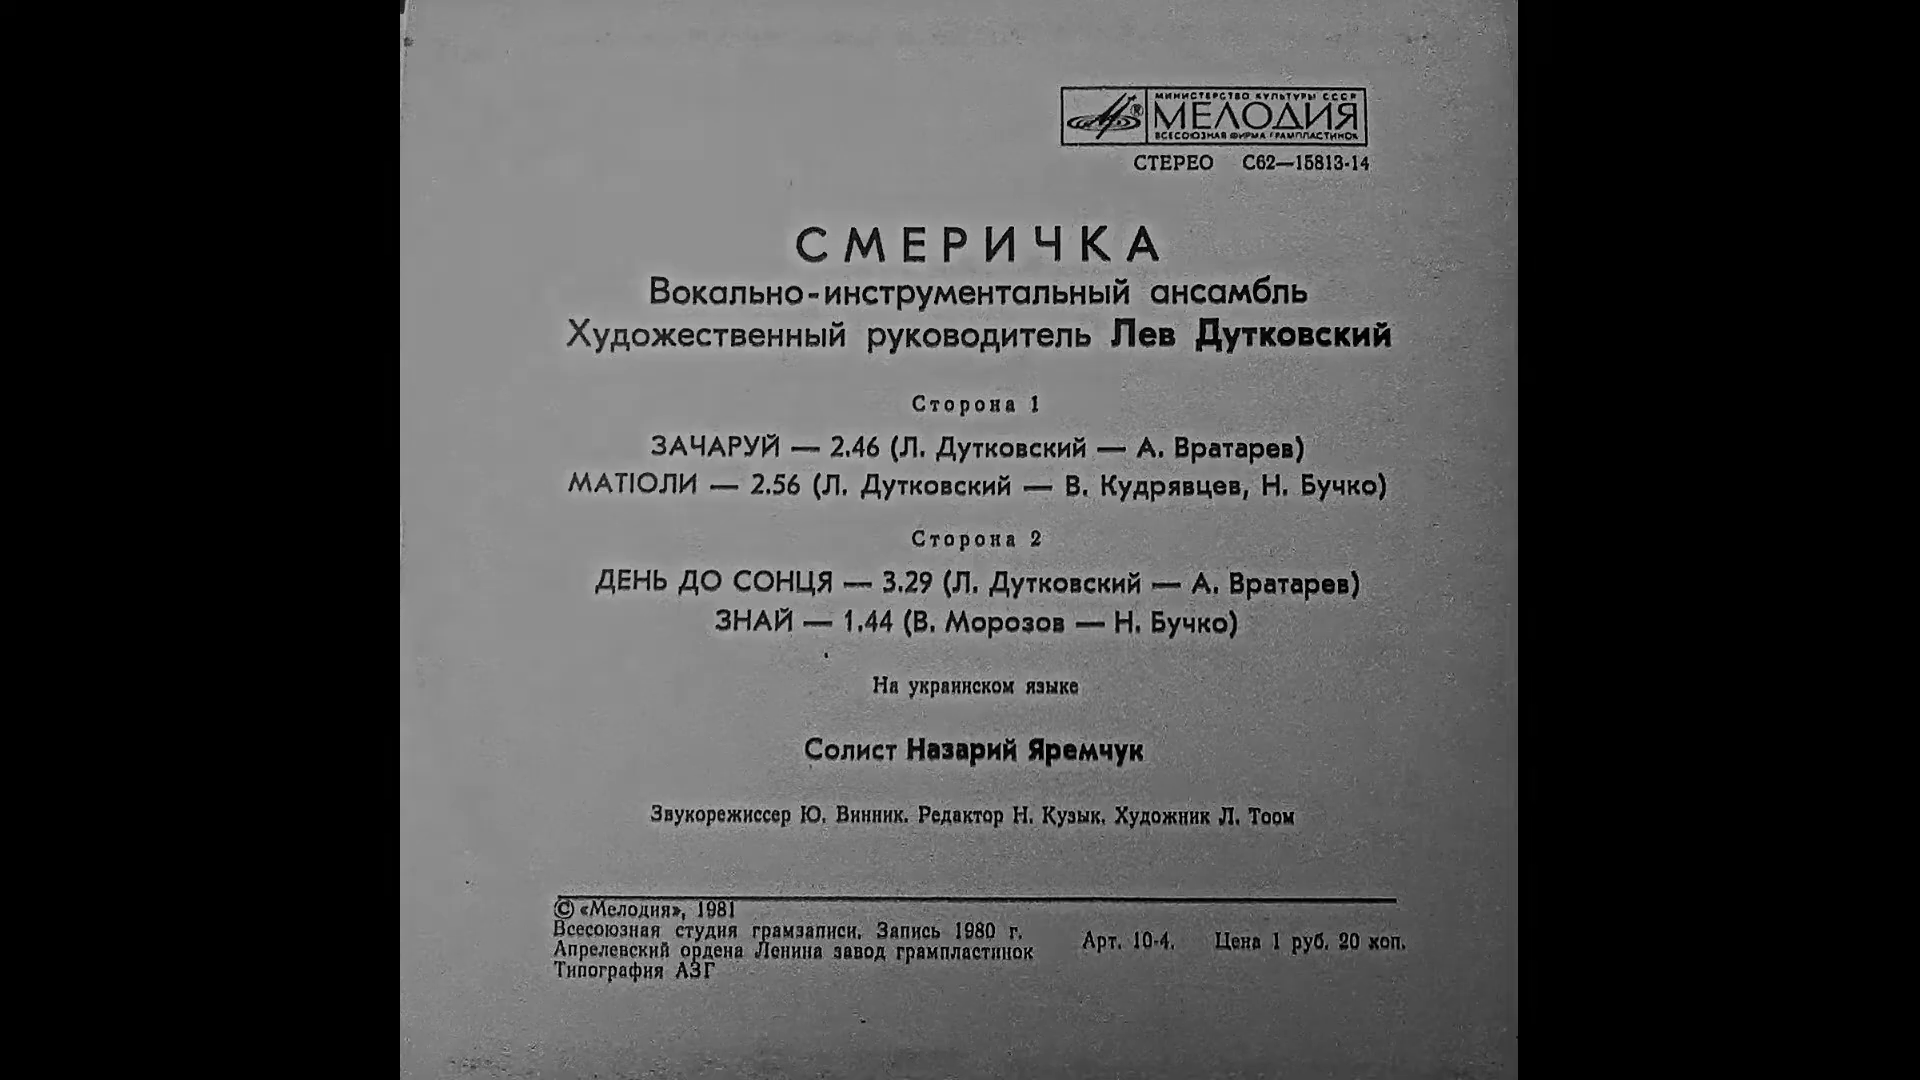 МИНИСТЕРСТВО КУЛЬТУРЫ СССР
МЕЛОДИЯ
ВСЕСОЮЗНАЯ ФИРМА ГРАМПЛАСТИНОК
СТЕРЕО С62—15813-14
СМЕРИЧКА
Вокально-инструментальный ансамбль
Художественный руководитель Лев Дутковский
Сторона 1
ЗАЧАРУЙ — 2.46 (Л. Дутковский — А. Вратарев)
МАТІОЛИ — 2.56 (Л. Дутковский — В. Кудрявцев, Н. Бучко)
Сторона 2
ДЕНЬ ДО СОНЦЯ — 3.29 (Л. Дутковский — А. Вратарев)
ЗНАЙ — 1.44 (В. Морозов — Н. Бучко)
На украинском языке
Солист Назарий Яремчук
Звукорежиссер Ю. Винник. Редактор Н. Кузык. Художник Л. Тоом
© «Мелодия», 1981
Всесоюзная студия грамзаписи. Запись 1980 г.
Апрелевский ордена Ленина завод грампластинок
Типография АЗГ
Арт. 10-4. Цена 1 руб. 20 коп.